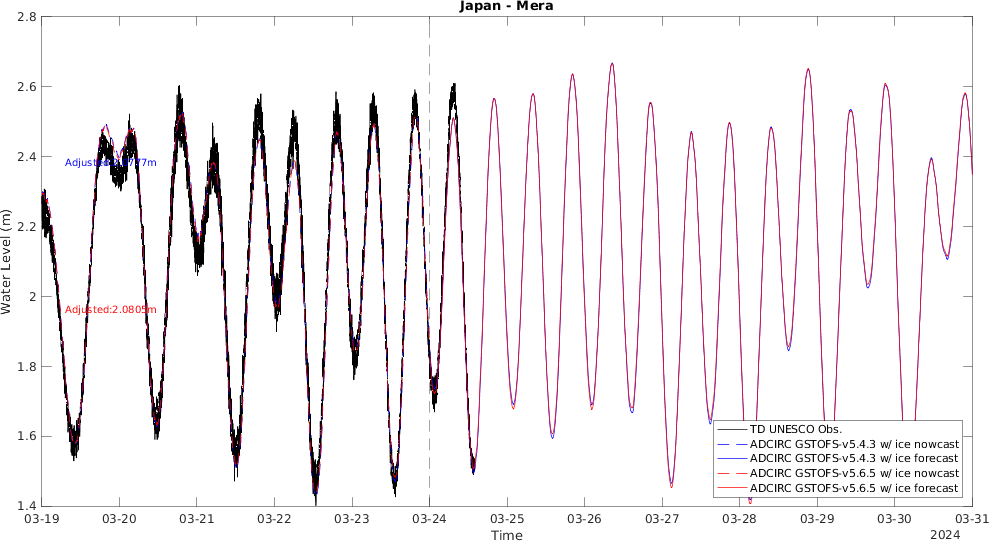 Japan - Mera
Water Level (m)
2.8
2.6
2.4
2.2
2
1.8
1.6
1.4
Adjusted:2.0805m
TD UNESCO Obs.
ADCIRC GSTOFS-v5.4.3 w/ ice nowcast
ADCIRC GSTOFS-v5.4.3 w/ ice forecast
ADCIRC GSTOFS-v5.6.5 w/ ice nowcast
ADCIRC GSTOFS-v5.6.5 w/ ice forecast
03-19 03-20 03-21 03-22 03-23 03-24 03-25 03-26 03-27 03-28 03-29 03-30 03-31
Time
2024